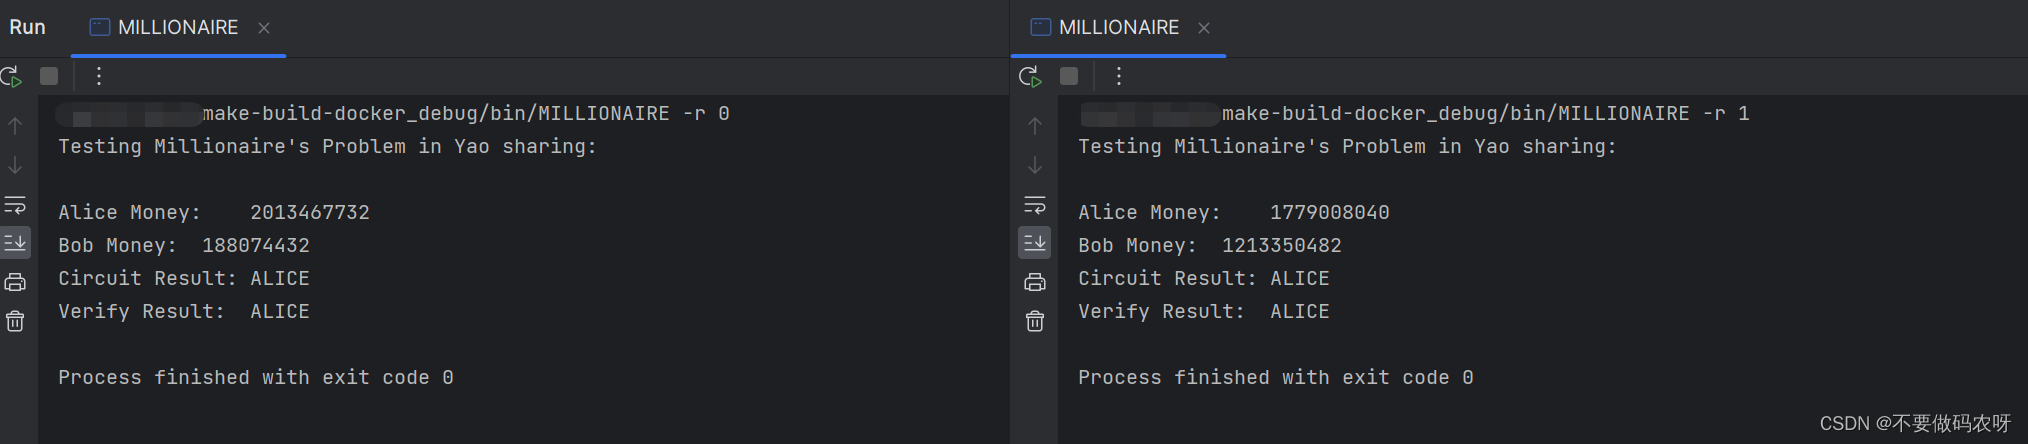 Run MILLIONAIRE
make-build-docker_debug/bin/MILLIONAIRE -r 0
Testing Millionaire's Problem in Yao sharing:
Alice Money: 2013467732
Bob Money: 188074432
Circuit Result: ALICE
Verify Result: ALICE
Process finished with exit code 0
MILLIONAIRE
make-build-docker_debug/bin/MILLIONAIRE -r 1
Testing Millionaire's Problem in Yao sharing:
Alice Money: 1779008040
Bob Money: 1213350482
Circuit Result: ALICE
Verify Result: ALICE
Process finished with exit code 0
CSDN @不要做码农呀